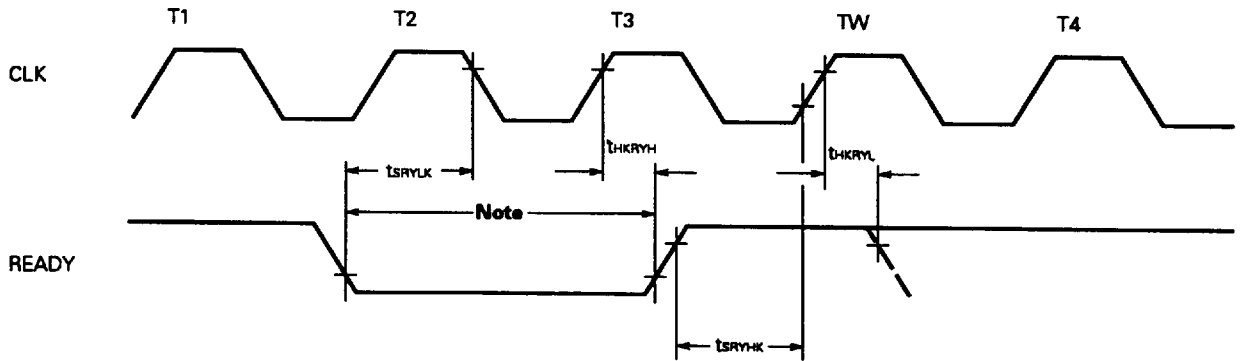 T1 T2 T3 TW T4
CLK
tHKRYH tHKRYL
tSRYLK
Note
READY
tSRYHK